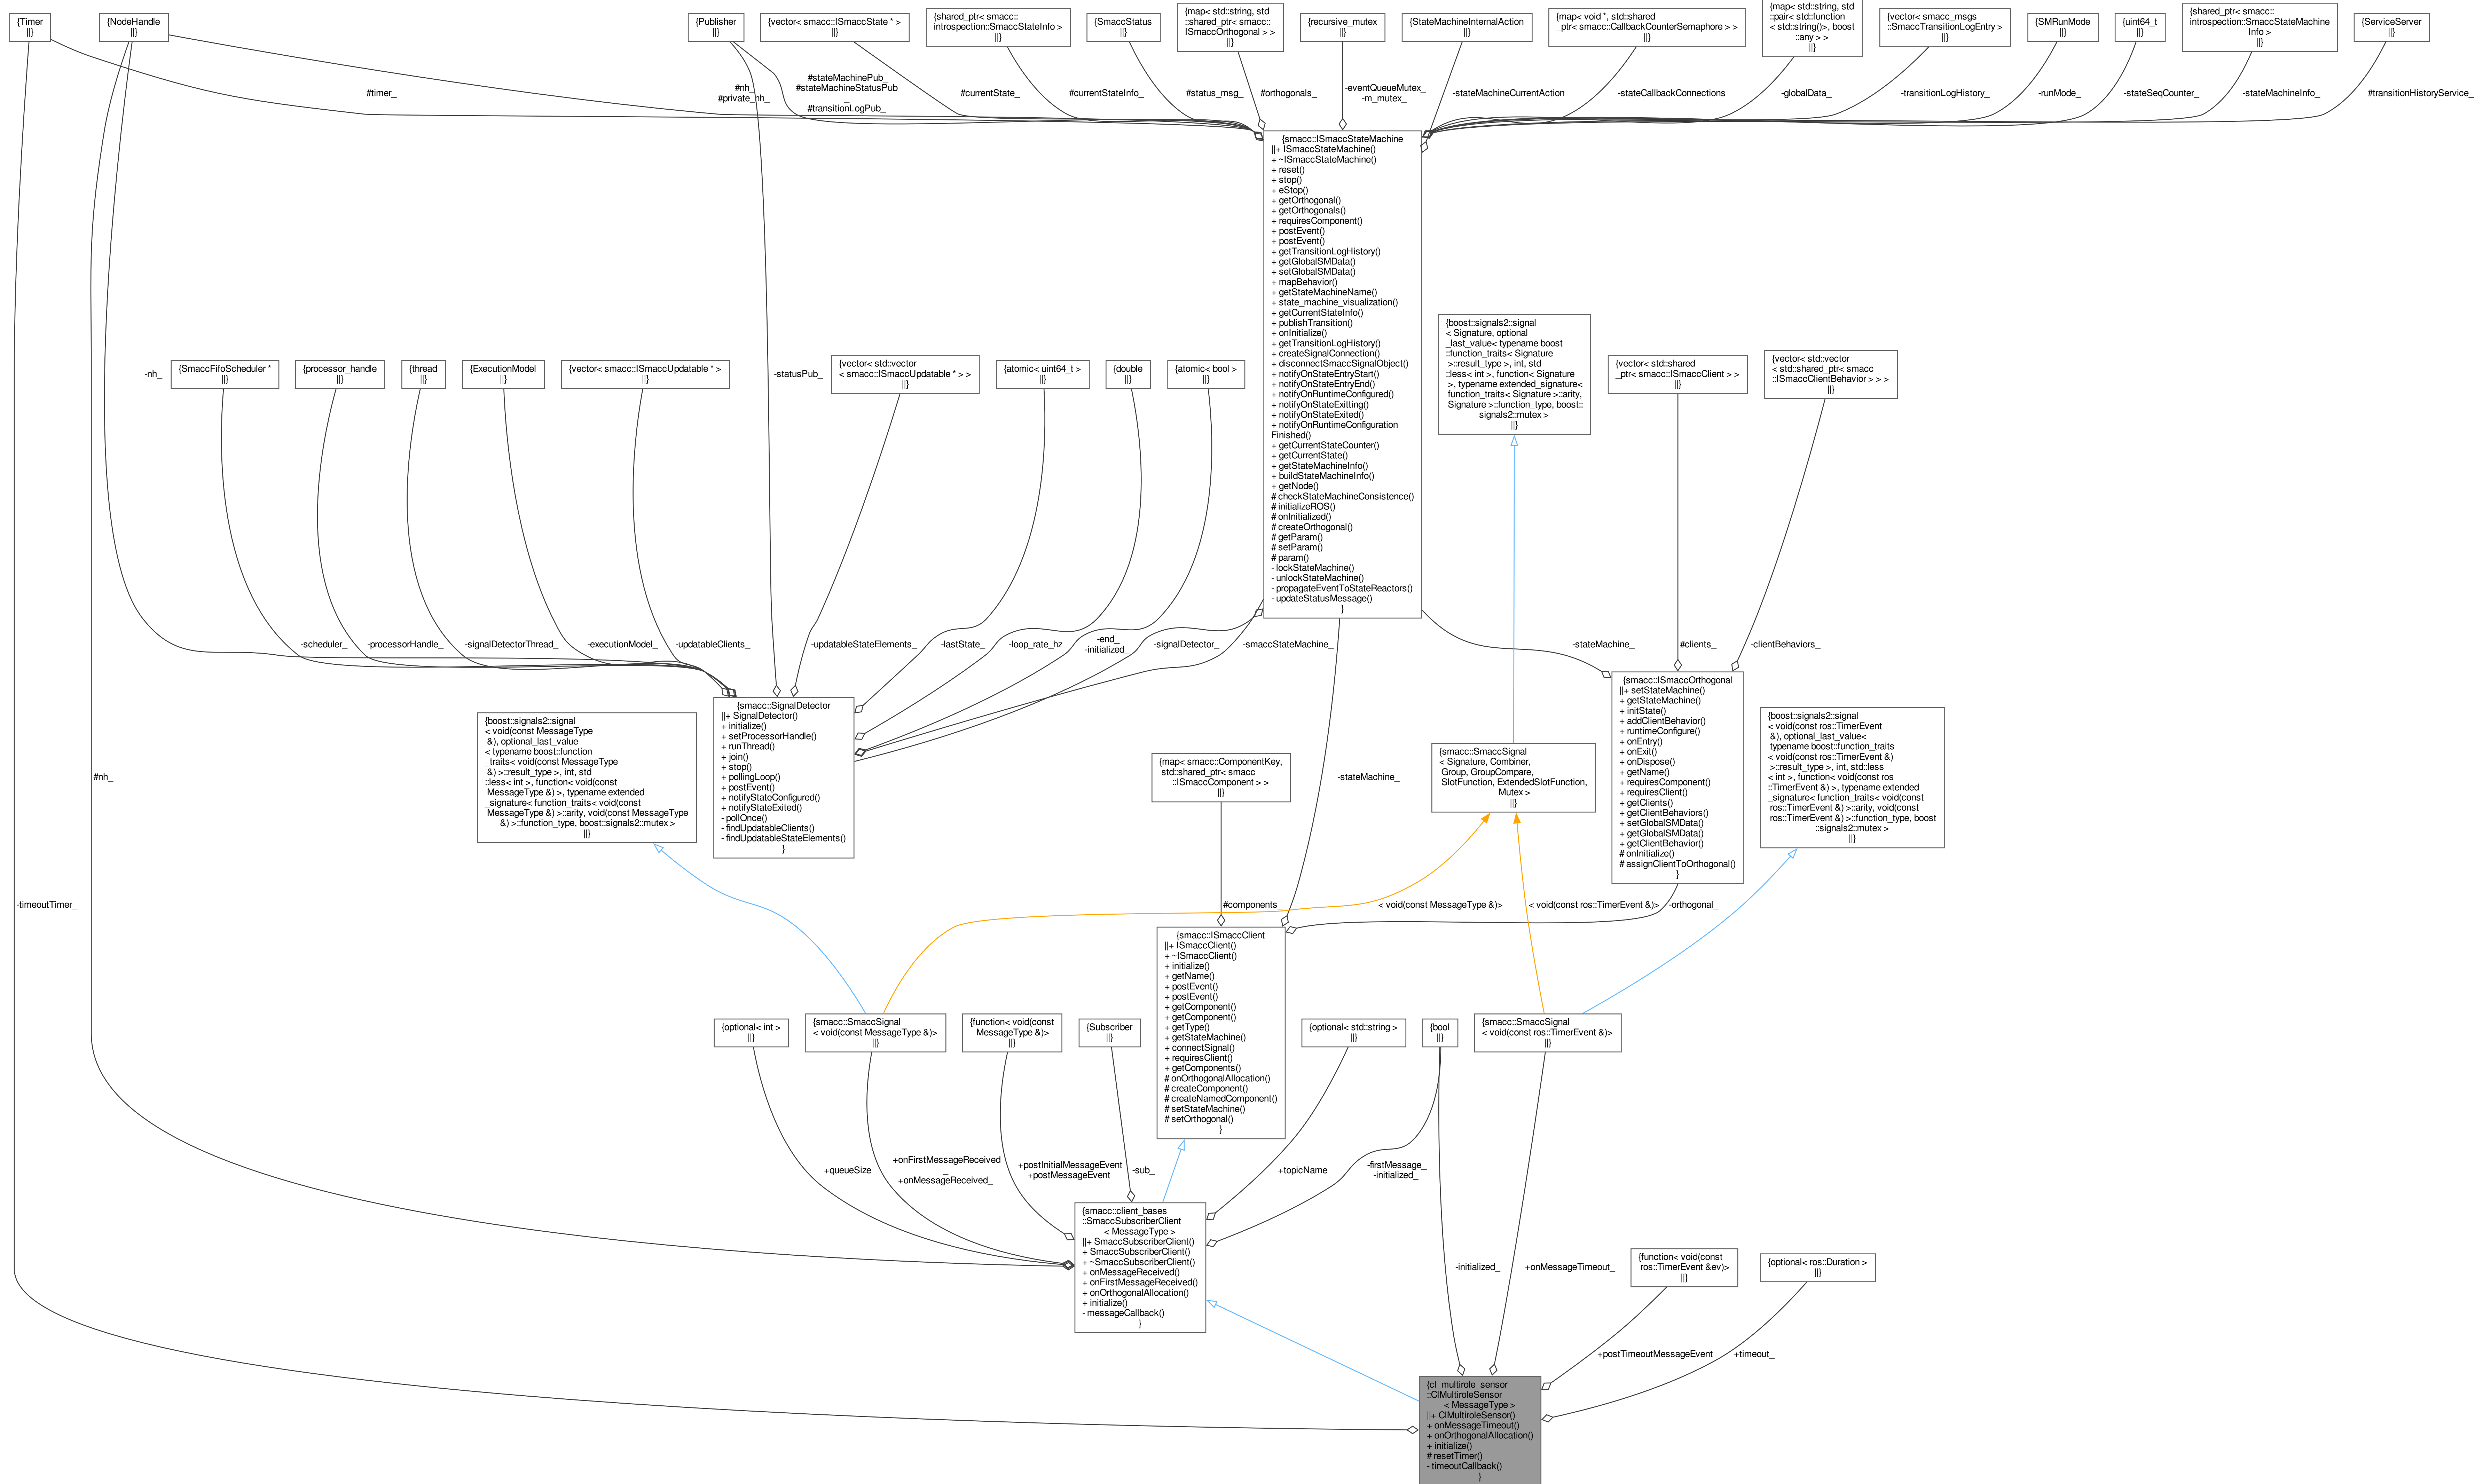 {Timer
||}
{NodeHandle
||}
{Publisher
||}
{vector< smacc::ISmaccState * >
||}
{shared_ptr< smacc::
introspection::SmaccStateInfo >
||}
{SmaccStatus
||}
{map< std::string, std
::shared_ptr< smacc::
ISmaccOrthogonal > >
||}
{recursive_mutex
||}
{StateMachineInternalAction
||}
{map< void *, std::shared
_ptr< smacc::CallbackCounterSemaphore > >
||}
{map< std::string, std
::pair< std::function
< std::string()>, boost
::any > >
||}
{vector< smacc_msgs
::SmaccTransitionLogEntry >
||}
{SMRunMode
||}
{uint64_t
||}
{shared_ptr< smacc::
introspection::SmaccStateMachine
Info >
||}
{ServiceServer
||}
#timer_
#nh_
#private_nh_
#stateMachinePub_
#stateMachineStatusPub
_
#transitionLogPub_
#currentState_
#currentStateInfo_
#status_msg_
#orthogonals_
-eventQueueMutex_
-m_mutex_
-stateMachineCurrentAction
-stateCallbackConnections
-globalData_
-transitionLogHistory_
-runMode_
-stateSeqCounter_
-stateMachineInfo_
#transitionHistoryService_
{smacc::ISmaccStateMachine
||+ ISmaccStateMachine()
+ ~ISmaccStateMachine()
+ reset()
+ stop()
+ eStop()
+ getOrthogonal()
+ getOrthogonals()
+ requiresComponent()
+ postEvent()
+ postEvent()
+ getTransitionLogHistory()
+ getGlobalSMData()
+ setGlobalSMData()
+ mapBehavior()
+ getStateMachineName()
+ state_machine_visualization()
+ getCurrentStateInfo()
+ publishTransition()
+ onInitialize()
+ getTransitionLogHistory()
+ createSignalConnection()
+ disconnectSmaccSignalObject()
+ notifyOnStateEntryStart()
+ notifyOnStateEntryEnd()
+ notifyOnRuntimeConfigured()
+ notifyOnStateExitting()
+ notifyOnStateExited()
+ notifyOnRuntimeConfiguration
Finished()
+ getCurrentStateCounter()
+ getCurrentState()
+ getStateMachineInfo()
+ buildStateMachineInfo()
+ getNode()
# checkStateMachineConsistence()
# initializeROS()
# onInitialized()
# createOrthogonal()
# getParam()
# setParam()
# param()
- lockStateMachine()
- unlockStateMachine()
- propagateEventToStateReactors()
- updateStatusMessage()
}
{boost::signals2::signal
< Signature, optional
_last_value< typename boost
::function_traits< Signature
>::result_type >, int, std
::less< int >, function< Signature
>, typename extended_signature<
function_traits< Signature >::arity,
Signature >::function_type, boost::
signals2::mutex >
||}
{vector< std::shared
_ptr< smacc::ISmaccClient > >
||}
{vector< std::vector
< std::shared_ptr< smacc
::ISmaccClientBehavior > > >
||}
-nh_
{SmaccFifoScheduler *
||}
{processor_handle
||}
{thread
||}
{ExecutionModel
||}
{vector< smacc::ISmaccUpdatable * >
||}
-statusPub_
{vector< std::vector
< smacc::ISmaccUpdatable * > >
||}
{atomic< uint64_t >
||}
{double
||}
{atomic< bool >
||}
-scheduler_
-processorHandle_
-signalDetectorThread_
-executionModel_
-updatableClients_
-updatableStateElements_
-lastState_
-loop_rate_hz
-end_
-initialized_
-signalDetector_
-smaccStateMachine_
-stateMachine_
#clients_
-clientBehaviors_
{smacc::SignalDetector
||+ SignalDetector()
+ initialize()
+ setProcessorHandle()
+ runThread()
+ join()
+ stop()
+ pollingLoop()
+ postEvent()
+ notifyStateConfigured()
+ notifyStateExited()
- pollOnce()
- findUpdatableClients()
- findUpdatableStateElements()
}
{smacc::ISmaccOrthogonal
||+ setStateMachine()
+ getStateMachine()
+ initState()
+ addClientBehavior()
+ runtimeConfigure()
+ onEntry()
+ onExit()
+ onDispose()
+ getName()
+ requiresComponent()
+ requiresClient()
+ getClients()
+ getClientBehaviors()
+ setGlobalSMData()
+ getGlobalSMData()
+ getClientBehavior()
# onInitialize()
# assignClientToOrthogonal()
}
{boost::signals2::signal
< void(const MessageType
&), optional_last_value
< typename boost::function
_traits< void(const MessageType
&) >::result_type >, int, std
::less< int >, function< void(const
MessageType &) >, typename extended
_signature< function_traits< void(const
MessageType &) >::arity, void(const MessageType
&) >::function_type, boost::signals2::mutex >
||}
{boost::signals2::signal
< void(const ros::TimerEvent
&), optional_last_value<
typename boost::function_traits
< void(const ros::TimerEvent &)
>::result_type >, int, std::less
< int >, function< void(const ros
::TimerEvent &) >, typename extended
_signature< function_traits< void(const
ros::TimerEvent &) >::arity, void(const
ros::TimerEvent &) >::function_type, boost
::signals2::mutex >
||}
#nh_
{map< smacc::ComponentKey,
std::shared_ptr< smacc
::ISmaccComponent > >
||}
-stateMachine_
{smacc::SmaccSignal
< Signature, Combiner,
Group, GroupCompare,
SlotFunction, ExtendedSlotFunction,
Mutex >
||}
-timeoutTimer_
#components_
< void(const MessageType &)>
< void(const ros::TimerEvent &)>
-orthogonal_
{smacc::ISmaccClient
||+ ISmaccClient()
+ ~ISmaccClient()
+ initialize()
+ getName()
+ postEvent()
+ postEvent()
+ getComponent()
+ getComponent()
+ getType()
+ getStateMachine()
+ connectSignal()
+ requiresClient()
+ getComponents()
# onOrthogonalAllocation()
# createComponent()
# createNamedComponent()
# setStateMachine()
# setOrthogonal()
}
{optional< int >
||}
{smacc::SmaccSignal
< void(const MessageType &)>
||}
{function< void(const
MessageType &)>
||}
{Subscriber
||}
{optional< std::string >
||}
{bool
||}
{smacc::SmaccSignal
< void(const ros::TimerEvent &)>
||}
+queueSize
+onFirstMessageReceived
_
+onMessageReceived_
+postInitialMessageEvent
+postMessageEvent
-sub_
+topicName
-firstMessage_
-initialized_
{smacc::client_bases
::SmaccSubscriberClient
< MessageType >
||+ SmaccSubscriberClient()
+ SmaccSubscriberClient()
+ ~SmaccSubscriberClient()
+ onMessageReceived()
+ onFirstMessageReceived()
+ onOrthogonalAllocation()
+ initialize()
- messageCallback()
}
-initialized_
+onMessageTimeout_
{function< void(const
ros::TimerEvent &ev)>
||}
{optional< ros::Duration >
||}
+postTimeoutMessageEvent
+timeout_
{cl_multirole_sensor
::ClMultiroleSensor
< MessageType >
||+ ClMultiroleSensor()
+ onMessageTimeout()
+ onOrthogonalAllocation()
+ initialize()
# resetTimer()
- timeoutCallback()
}